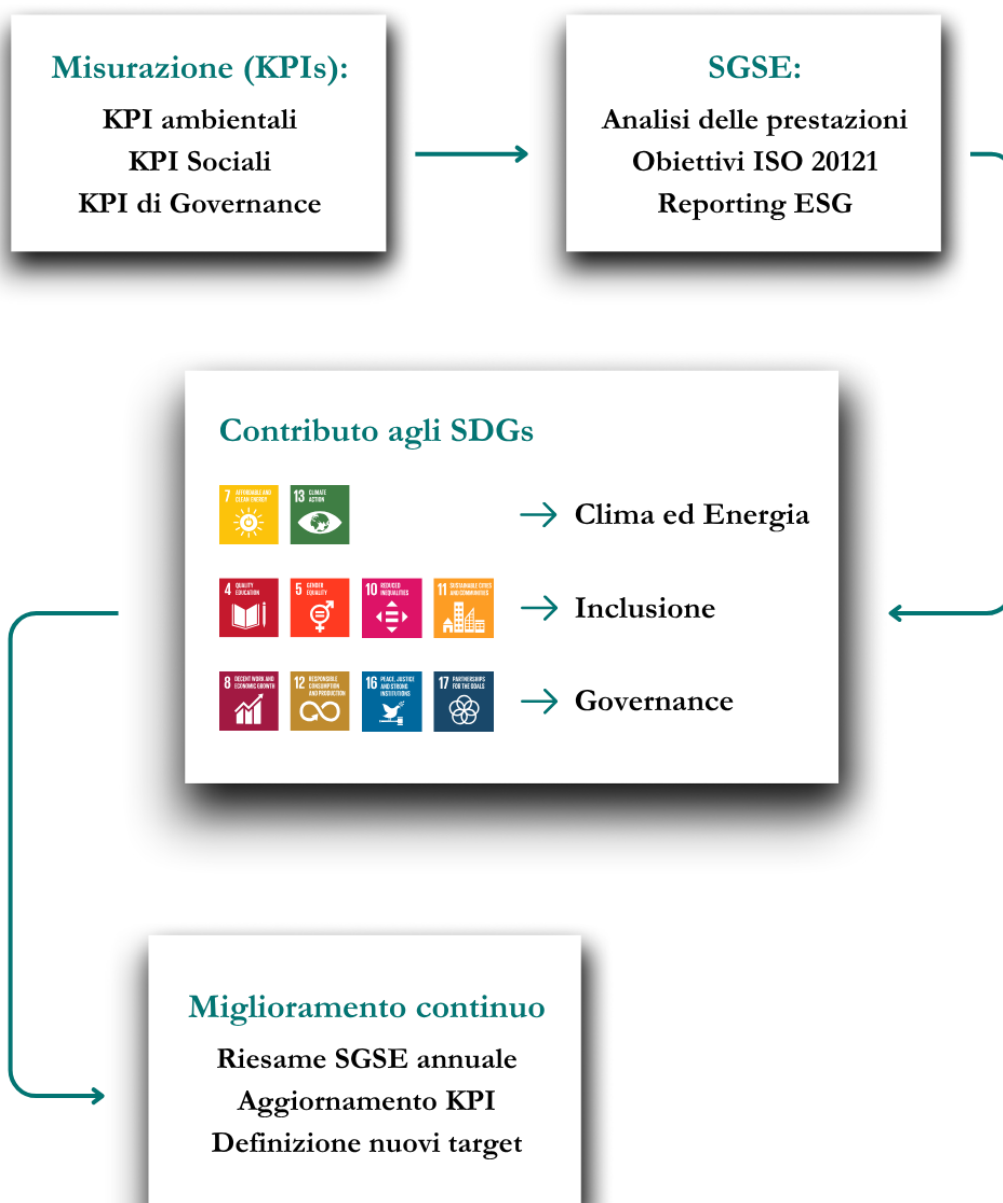 Misurazione (KPIs):
KPI ambientali
KPI Sociali
KPI di Governance
SGSE:
Analisi delle prestazioni
Obiettivi ISO 20121
Reporting ESG
Contributo agli SDGs
7 AFFORDABLE AND
CLEAN ENERGY
13 CLIMATE
ACTION
Clima ed Energia
4 QUALITY
EDUCATION
5 GENDER
EQUALITY
10 REDUCED
INEQUALITIES
11 SUSTAINABLE CITIES
AND COMMUNITIES
Inclusione
8 DECENT WORK AND
ECONOMIC GROWTH
12 RESPONSIBLE
CONSUMPTION
AND PRODUCTION
16 PEACE, JUSTICE
AND STRONG
INSTITUTIONS
17 PARTNERSHIPS
FOR THE GOALS
Governance
Miglioramento continuo
Riesame SGSE annuale
Aggiornamento KPI
Definizione nuovi target